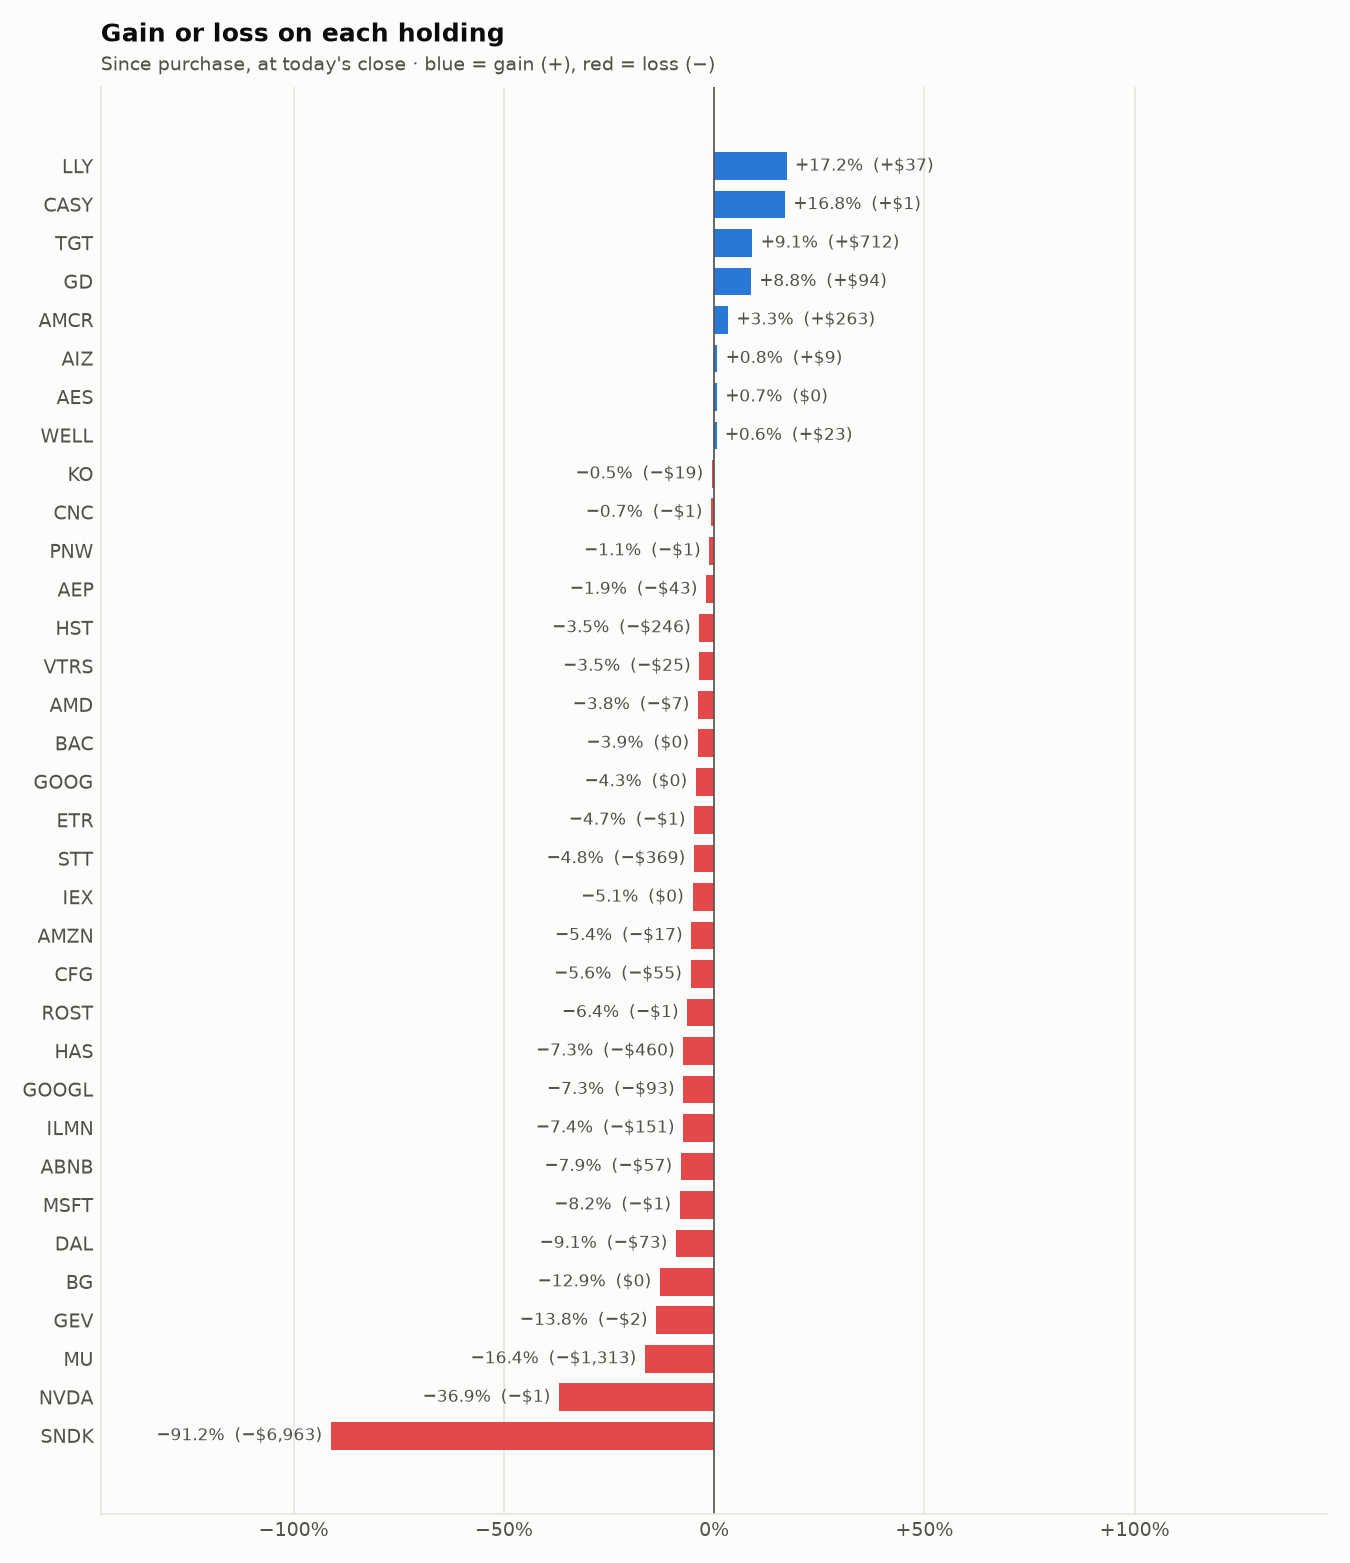 Gain or loss on each holding
Since purchase, at today's close · blue = gain (+), red = loss (−)
LLY +17.2% (+$37)
CASY +16.8% (+$1)
TGT +9.1% (+$712)
GD +8.8% (+$94)
AMCR +3.3% (+$263)
AIZ +0.8% (+$9)
AES +0.7% ($0)
WELL +0.6% (+$23)
KO −0.5% (−$19)
CNC −0.7% (−$1)
PNW −1.1% (−$1)
AEP −1.9% (−$43)
HST −3.5% (−$246)
VTRS −3.5% (−$25)
AMD −3.8% (−$7)
BAC −3.9% ($0)
GOOG −4.3% ($0)
ETR −4.7% (−$1)
STT −4.8% (−$369)
IEX −5.1% ($0)
AMZN −5.4% (−$17)
CFG −5.6% (−$55)
ROST −6.4% (−$1)
HAS −7.3% (−$460)
GOOGL −7.3% (−$93)
ILMN −7.4% (−$151)
ABNB −7.9% (−$57)
MSFT −8.2% (−$1)
DAL −9.1% (−$73)
BG −12.9% ($0)
GEV −13.8% (−$2)
MU −16.4% (−$1,313)
NVDA −36.9% (−$1)
SNDK −91.2% (−$6,963)
−100% −50% 0% +50% +100%